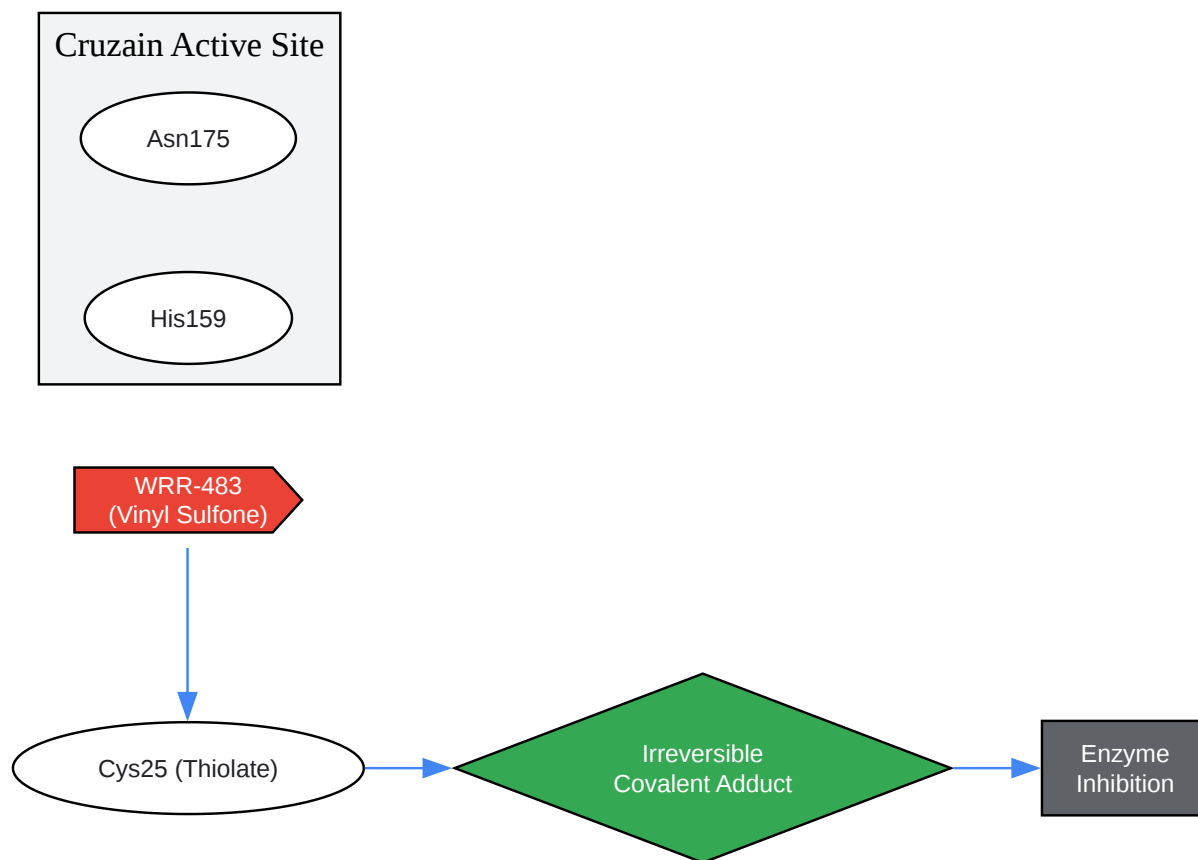 Cruzain Active Site
Asn175
His159
WRR-483
(Vinyl Sulfone)
Cys25 (Thiolate)
Irreversible
Covalent Adduct
Enzyme
Inhibition